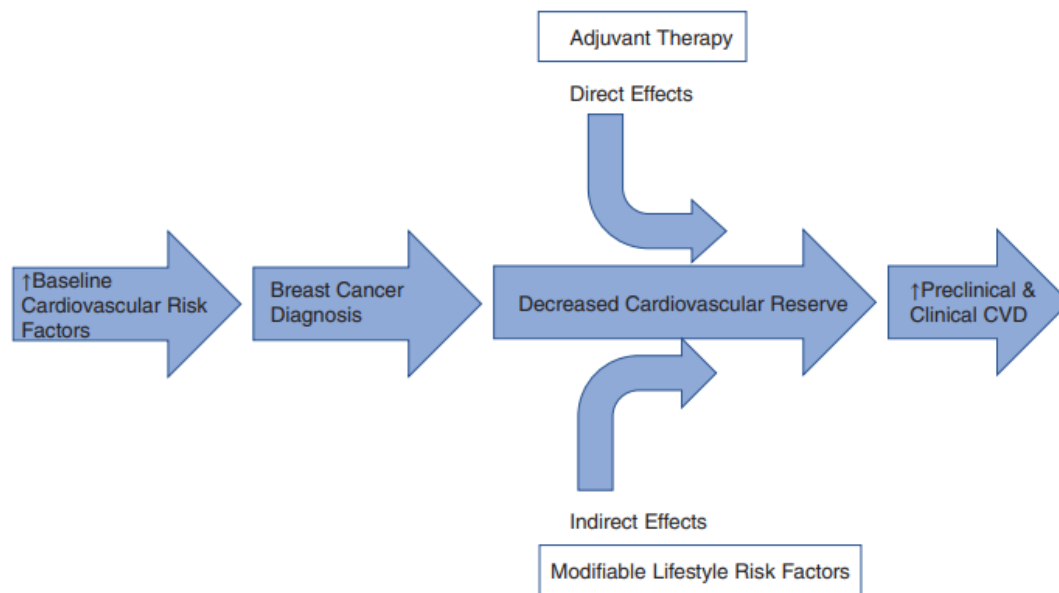 Adjuvant Therapy
Direct Effects
↑Baseline
Cardiovascular Risk
Factors
Breast Cancer
Diagnosis
Decreased Cardiovascular Reserve
↑Preclinical &
Clinical CVD
Indirect Effects
Modifiable Lifestyle Risk Factors